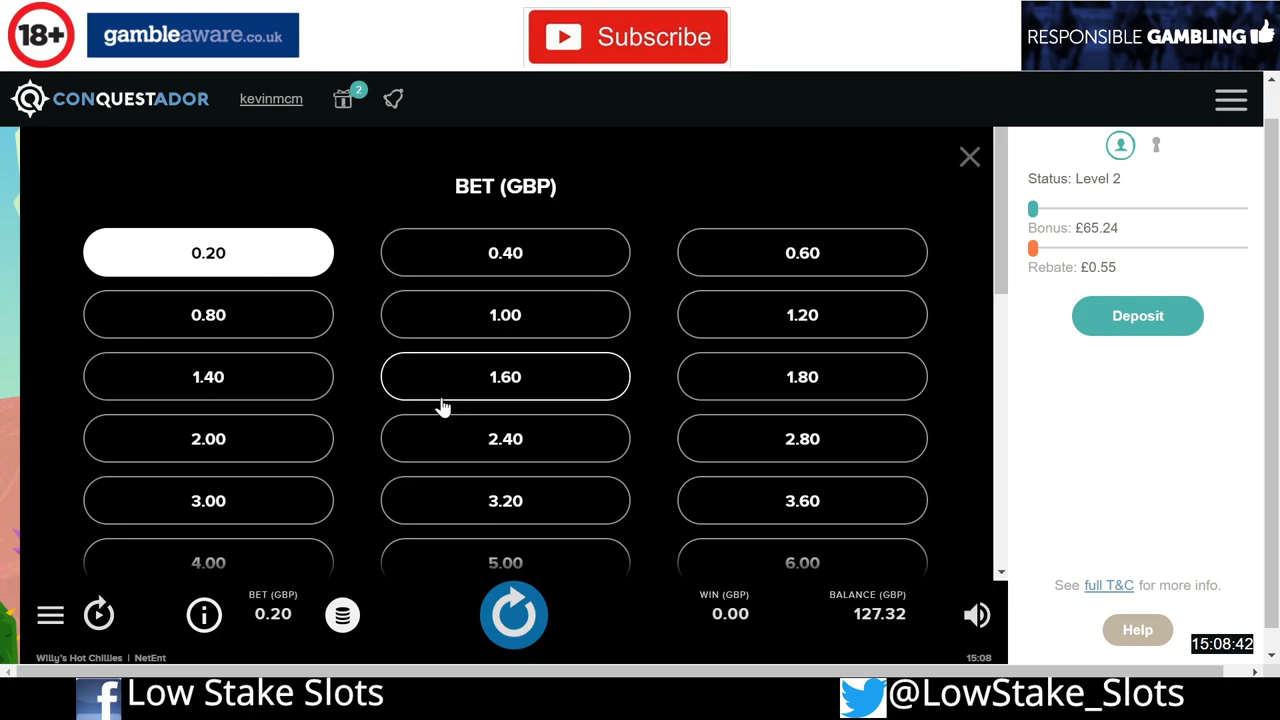 18+
gambleaware.co.uk
Subscribe
RESPONSIBLE GAMBLING
CONQUESTADOR
kevinmcm
2
BET (GBP)
0.20 0.40 0.60
0.80 1.00 1.20
1.40 1.60 1.80
2.00 2.40 2.80
3.00 3.20 3.60
4.00 5.00 6.00
Status: Level 2
Bonus: £65.24
Rebate: £0.55
Deposit
See full T&C for more info.
Help
15:08:42
BET (GBP)
0.20
WIN (GBP)
0.00
BALANCE (GBP)
127.32
Willy's Hot Chillies | NetEnt
15:08
Low Stake Slots
@LowStake_Slots